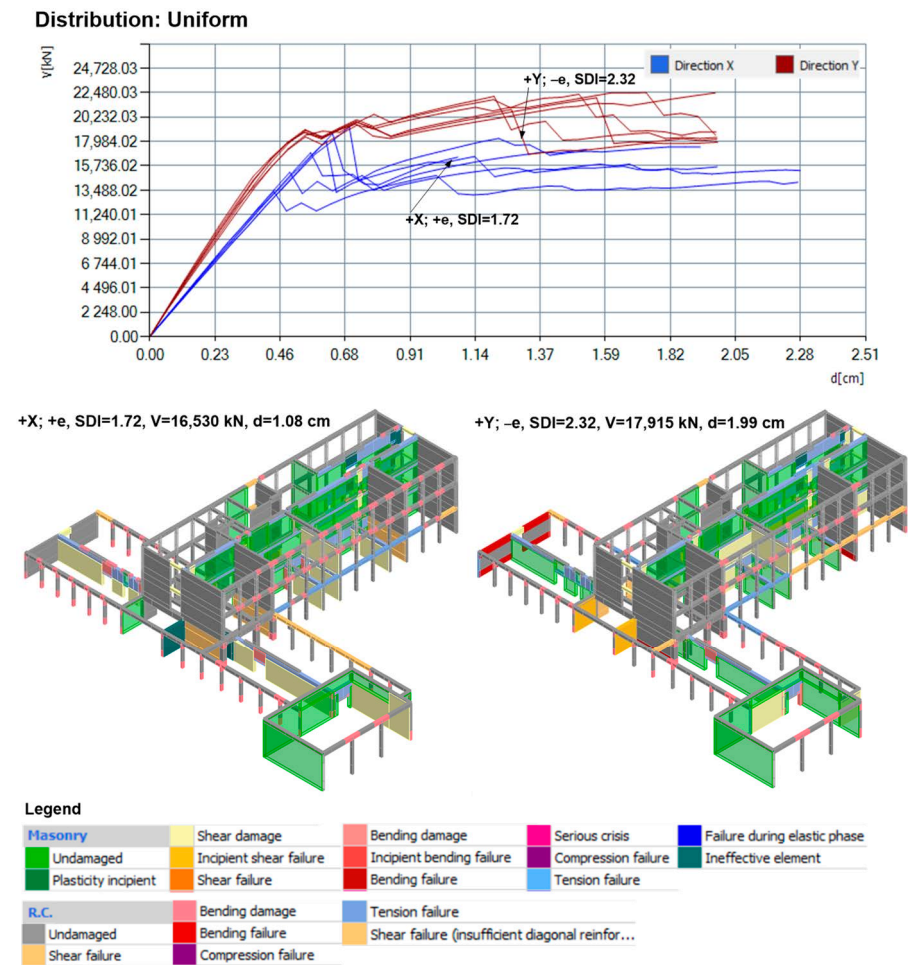 Distribution: Uniform
V[kN]
24,728.03
22,480.03
20,232.03
17,984.02
15,736.02
13,488.02
11,240.01
8 992.01
6 744.01
4 496.01
2 248.00
0.00
Direction X
Direction Y
+Y; –e, SDI=2.32
+X; +e, SDI=1.72
0.00 0.23 0.46 0.68 0.91 1.14 1.37 1.59 1.82 2.05 2.28 2.51
d[cm]
+X; +e, SDI=1.72, V=16,530 kN, d=1.08 cm
+Y; –e, SDI=2.32, V=17,915 kN, d=1.99 cm
Legend
Masonry Shear damage Bending damage Serious crisis Failure during elastic phase
Undamaged Incipient shear failure Incipient bending failure Compression failure Ineffective element
Plasticity incipient Shear failure Bending failure Tension failure
R.C. Bending damage Tension failure
Undamaged Bending failure Shear failure (insufficient diagonal reinfor...
Shear failure Compression failure